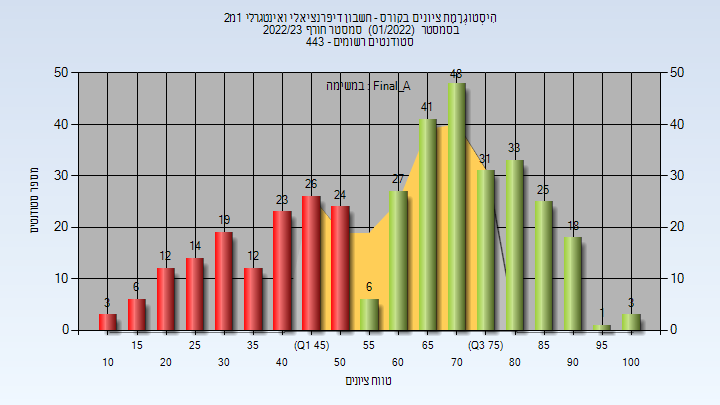 הִיסְטוֹגְרָמַת ציונים בקורס - חשבון דיפרנציאלי ואינטגרלי 1מ2
בסמסטר (01/2022) סמסטר חורף 2022/23
סטודנטים רשומים - 443
במשימה : Final_A
מספר סטודנטים
50 40 30 20 10 0
50 40 30 20 10 0
3 6 12 14 19 12 23 26 24 6 27 41 48 31 33 25 18 1 3
15 25 35 (Q1 45) 55 65 (Q3 75) 85 95
10 20 30 40 50 60 70 80 90 100
טווח ציונים